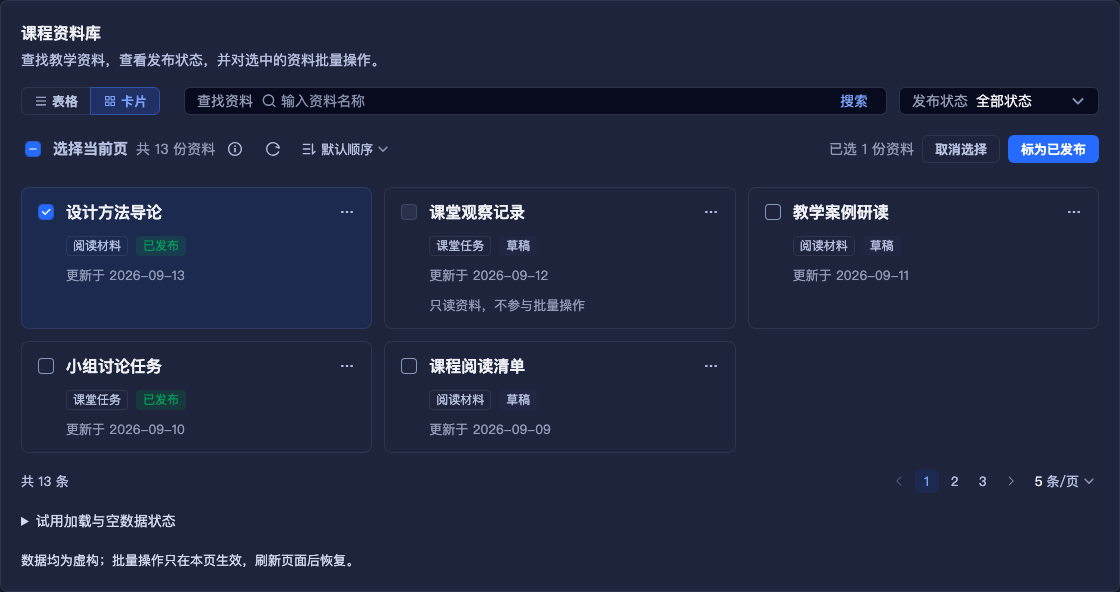 课程资料库
查找教学资料，查看发布状态，并对选中的资料批量操作。
表格 卡片 查找资料 输入资料名称 搜索 发布状态 全部状态
选择当前页 共 13 份资料 默认顺序 已选 1 份资料 取消选择 标为已发布
设计方法导论 ···
阅读材料 已发布
更新于 2026-09-13
课堂观察记录 ···
课堂任务 草稿
更新于 2026-09-12
只读资料，不参与批量操作
教学案例研读 ···
阅读材料 草稿
更新于 2026-09-11
小组讨论任务 ···
课堂任务 已发布
更新于 2026-09-10
课程阅读清单 ···
阅读材料 草稿
更新于 2026-09-09
共 13 条 1 2 3 5 条/页
试用加载与空数据状态
数据均为虚构；批量操作只在本页生效，刷新页面后恢复。